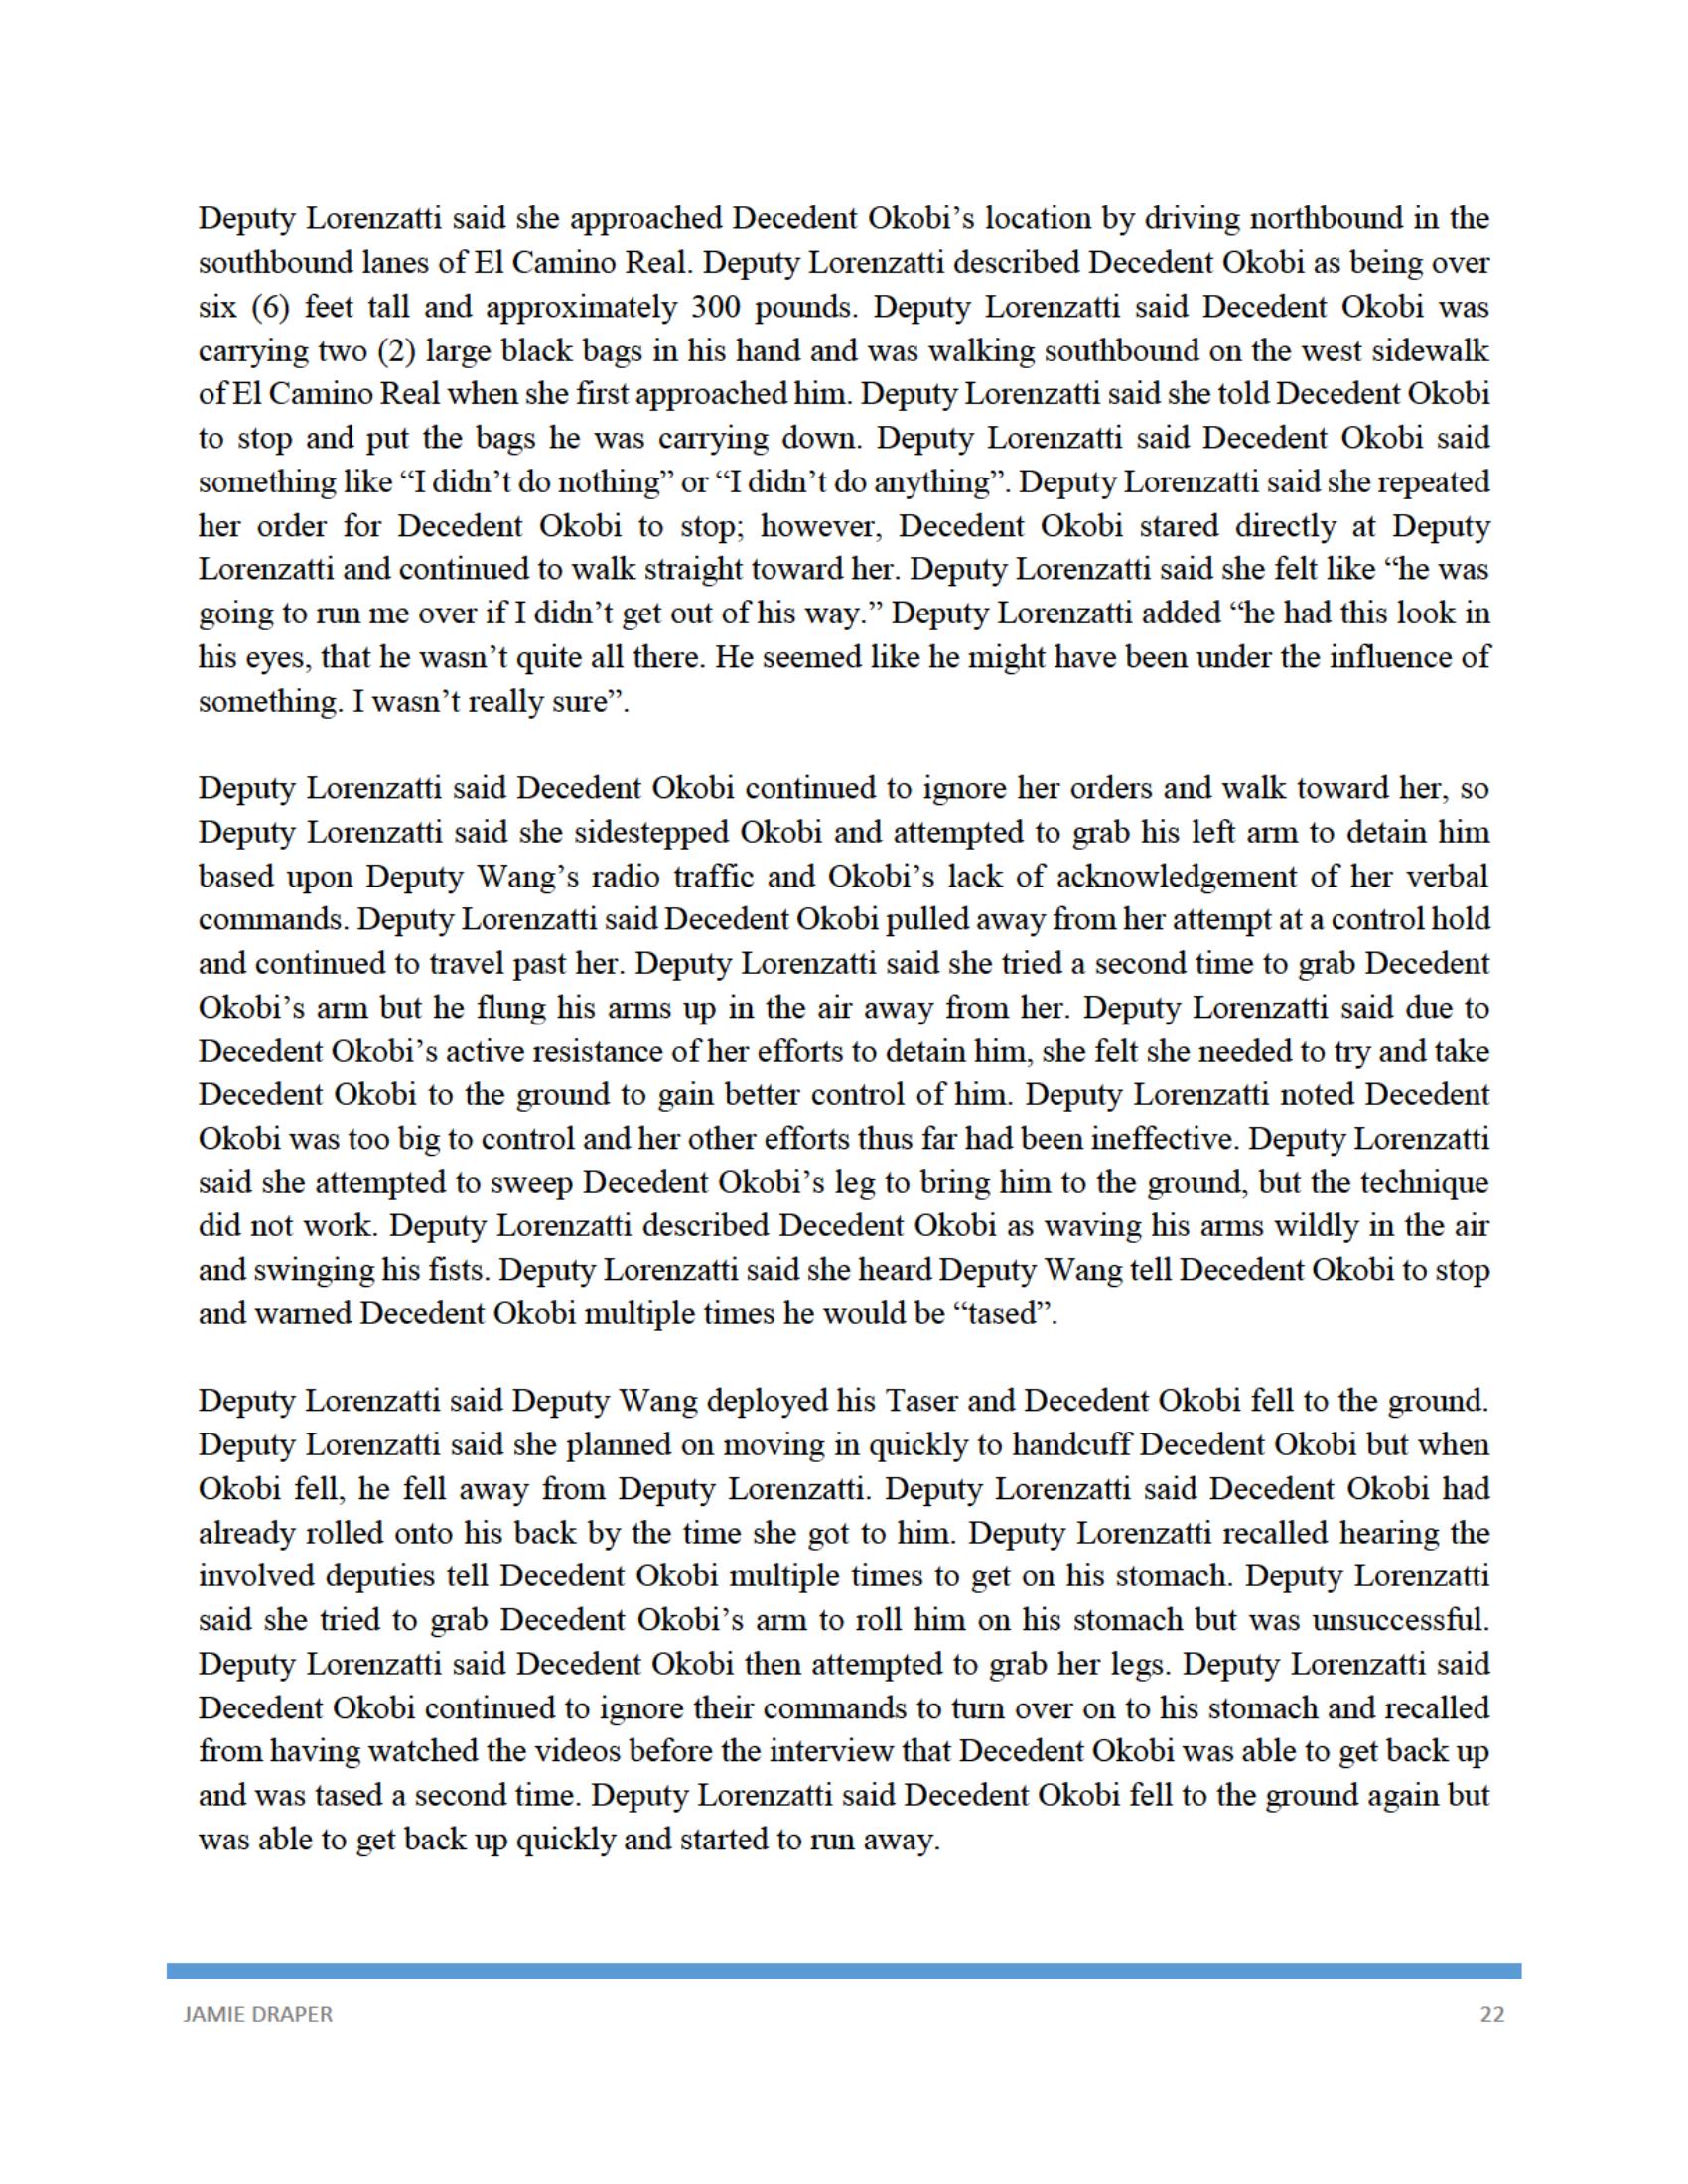 Deputy Lorenzatti said she approached Decedent Okobi’s location by driving northbound in the
southbound lanes of El Camino Real. Deputy Lorenzatti described Decedent Okobi as being over
six (6) feet tall and approximately 300 pounds. Deputy Lorenzatti said Decedent Okobi was
carrying two (2) large black bags in his hand and was walking southbound on the west sidewalk
of El Camino Real when she first approached him. Deputy Lorenzatti said she told Decedent Okobi
to stop and put the bags he was carrying down. Deputy Lorenzatti said Decedent Okobi said
something like “I didn’t do nothing” or “I didn’t do anything”. Deputy Lorenzatti said she repeated
her order for Decedent Okobi to stop; however, Decedent Okobi stared directly at Deputy
Lorenzatti and continued to walk straight toward her. Deputy Lorenzatti said she felt like “he was
going to run me over if I didn’t get out of his way.” Deputy Lorenzatti added “he had this look in
his eyes, that he wasn’t quite all there. He seemed like he might have been under the influence of
something. I wasn’t really sure”.
Deputy Lorenzatti said Decedent Okobi continued to ignore her orders and walk toward her, so
Deputy Lorenzatti said she sidestepped Okobi and attempted to grab his left arm to detain him
based upon Deputy Wang’s radio traffic and Okobi’s lack of acknowledgement of her verbal
commands. Deputy Lorenzatti said Decedent Okobi pulled away from her attempt at a control hold
and continued to travel past her. Deputy Lorenzatti said she tried a second time to grab Decedent
Okobi’s arm but he flung his arms up in the air away from her. Deputy Lorenzatti said due to
Decedent Okobi’s active resistance of her efforts to detain him, she felt she needed to try and take
Decedent Okobi to the ground to gain better control of him. Deputy Lorenzatti noted Decedent
Okobi was too big to control and her other efforts thus far had been ineffective. Deputy Lorenzatti
said she attempted to sweep Decedent Okobi’s leg to bring him to the ground, but the technique
did not work. Deputy Lorenzatti described Decedent Okobi as waving his arms wildly in the air
and swinging his fists. Deputy Lorenzatti said she heard Deputy Wang tell Decedent Okobi to stop
and warned Decedent Okobi multiple times he would be “tased”.
Deputy Lorenzatti said Deputy Wang deployed his Taser and Decedent Okobi fell to the ground.
Deputy Lorenzatti said she planned on moving in quickly to handcuff Decedent Okobi but when
Okobi fell, he fell away from Deputy Lorenzatti. Deputy Lorenzatti said Decedent Okobi had
already rolled onto his back by the time she got to him. Deputy Lorenzatti recalled hearing the
involved deputies tell Decedent Okobi multiple times to get on his stomach. Deputy Lorenzatti
said she tried to grab Decedent Okobi’s arm to roll him on his stomach but was unsuccessful.
Deputy Lorenzatti said Decedent Okobi then attempted to grab her legs. Deputy Lorenzatti said
Decedent Okobi continued to ignore their commands to turn over on to his stomach and recalled
from having watched the videos before the interview that Decedent Okobi was able to get back up
and was tased a second time. Deputy Lorenzatti said Decedent Okobi fell to the ground again but
was able to get back up quickly and started to run away.
JAMIE DRAPER
22